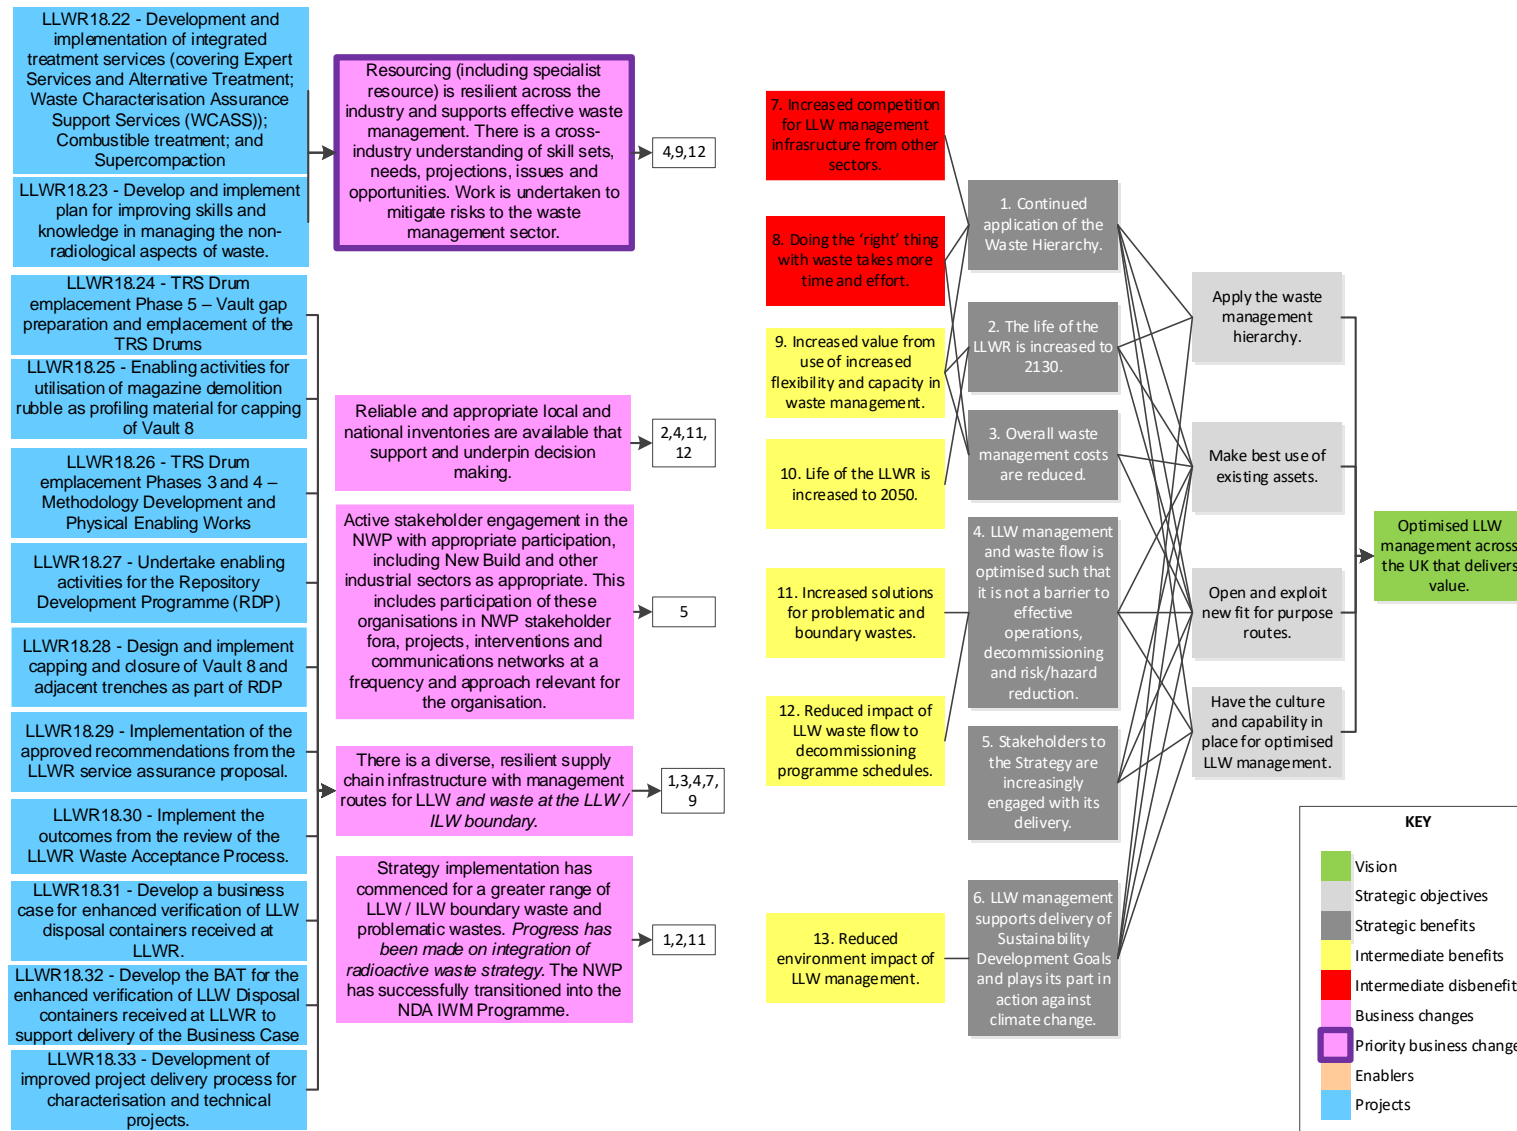 LLWR18.22 - Development and
implementation of integrated
treatment services (covering Expert
Services and Alternative Treatment;
Waste Characterisation Assurance
Support Services (WCASS));
Combustible treatment; and
Supercompaction
LLWR18.23 - Develop and implement
plan for improving skills and
knowledge in managing the non-
radiological aspects of waste.
LLWR18.24 - TRS Drum
emplacement Phase 5 – Vault gap
preparation and emplacement of the
TRS Drums
LLWR18.25 - Enabling activities for
utilisation of magazine demolition
rubble as profiling material for capping
of Vault 8
LLWR18.26 - TRS Drum
emplacement Phases 3 and 4 –
Methodology Development and
Physical Enabling Works
LLWR18.27 - Undertake enabling
activities for the Repository
Development Programme (RDP)
LLWR18.28 - Design and implement
capping and closure of Vault 8 and
adjacent trenches as part of RDP
LLWR18.29 - Implementation of the
approved recommendations from the
LLWR service assurance proposal.
LLWR18.30 - Implement the
outcomes from the review of the
LLWR Waste Acceptance Process.
LLWR18.31 - Develop a business
case for enhanced verification of LLW
disposal containers received at
LLWR.
LLWR18.32 - Develop the BAT for the
enhanced verification of LLW Disposal
containers received at LLWR to
support delivery of the Business Case
LLWR18.33 - Development of
improved project delivery process for
characterisation and technical
projects.
Resourcing (including specialist
resource) is resilient across the
industry and supports effective waste
management. There is a cross-
industry understanding of skill sets,
needs, projections, issues and
opportunities. Work is undertaken to
mitigate risks to the waste
management sector.
4,9,12
Reliable and appropriate local and
national inventories are available that
support and underpin decision
making.
2,4,11,
12
Active stakeholder engagement in the
NWP with appropriate participation,
including New Build and other
industrial sectors as appropriate. This
includes participation of these
organisations in NWP stakeholder
fora, projects, interventions and
communications networks at a
frequency and approach relevant for
the organisation.
5
There is a diverse, resilient supply
chain infrastructure with management
routes for LLW and waste at the LLW /
ILW boundary.
1,3,4,7,
9
Strategy implementation has
commenced for a greater range of
LLW / ILW boundary waste and
problematic wastes. Progress has
been made on integration of
radioactive waste strategy. The NWP
has successfully transitioned into the
NDA IWM Programme.
1,2,11
7. Increased competition
for LLW management
infrasructure from other
sectors.
8. Doing the ‘right’ thing
with waste takes more
time and effort.
9. Increased value from
use of increased
flexibility and capacity in
waste management.
10. Life of the LLWR is
increased to 2050.
11. Increased solutions
for problematic and
boundary wastes.
12. Reduced impact of
LLW waste flow to
decommissioning
programme schedules.
13. Reduced
environment impact of
LLW management.
1. Continued
application of the
Waste Hierarchy.
2. The life of the
LLWR is increased to
2130.
3. Overall waste
management costs
are reduced.
4. LLW management
and waste flow is
optimised such that
it is not a barrier to
effective
operations,
decommissioning
and risk/hazard
reduction.
5. Stakeholders to
the Strategy are
increasingly
engaged with its
delivery.
6. LLW management
supports delivery of
Sustainability
Development Goals
and plays its part in
action against
climate change.
Apply the waste
management
hierarchy.
Make best use of
existing assets.
Open and exploit
new fit for purpose
routes.
Have the culture
and capability in
place for optimised
LLW management.
Optimised LLW
management across
the UK that delivers
value.
KEY
Vision
Strategic objectives
Strategic benefits
Intermediate benefits
Intermediate disbenefit
Business changes
Priority business change
Enablers
Projects